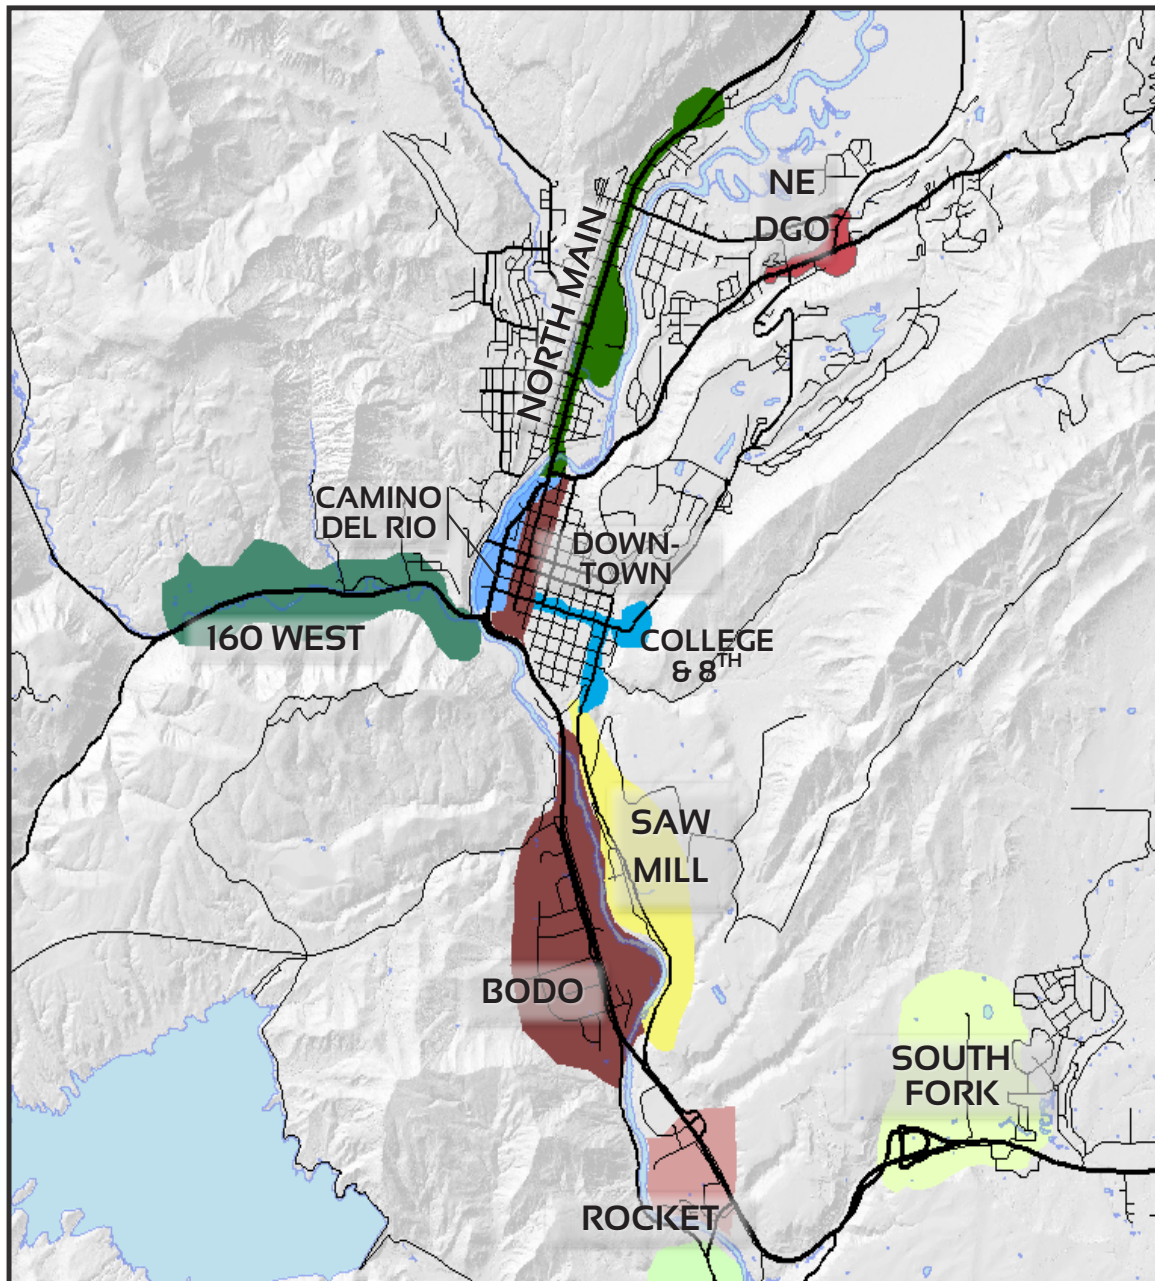 NE
DGO
NORTH MAIN
CAMINO
DEL RIO
DOWN-
TOWN
160 WEST
COLLEGE
& 8TH
SAW
MILL
BODO
SOUTH
FORK
ROCKET